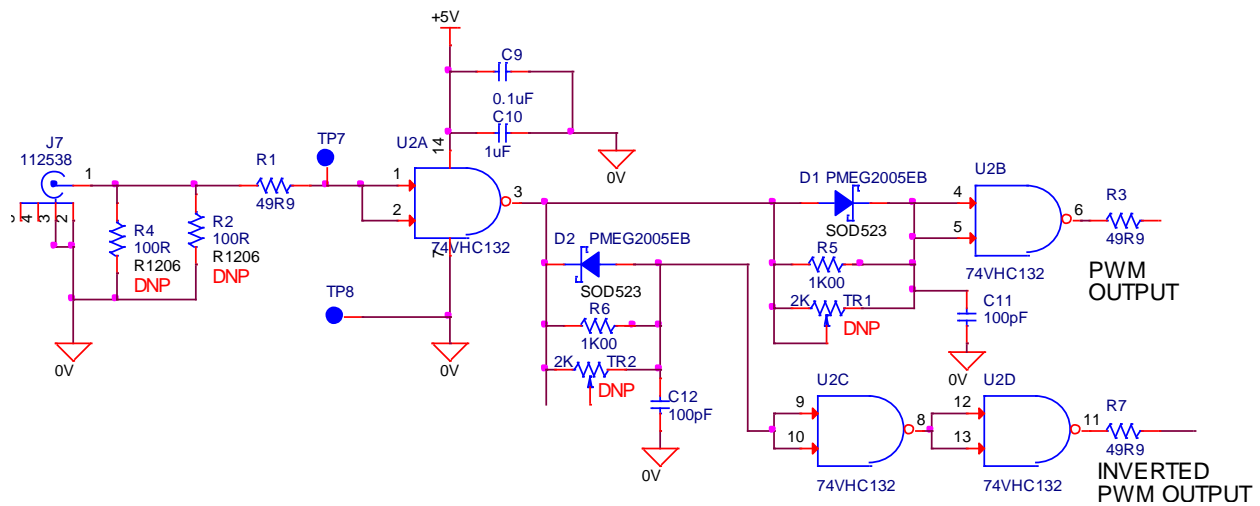 +5V
C9
0.1uF
C10
1uF
0V
J7
112538
1
4
3
2
R4
100R
R1206
DNP
R2
100R
R1206
DNP
0V
R1
49R9
TP7
TP8
U2A
14
1
2
3
7
74VHC132
0V
D2 PMEG2005EB
SOD523
R6
1K00
2K TR2
DNP
C12
100pF
0V
D1 PMEG2005EB
SOD523
R5
1K00
2K TR1
DNP
C11
100pF
0V
U2B
4
5
6
74VHC132
R3
49R9
PWM
OUTPUT
U2C
9
10
8
74VHC132
U2D
12
13
11
74VHC132
R7
49R9
INVERTED
PWM OUTPUT